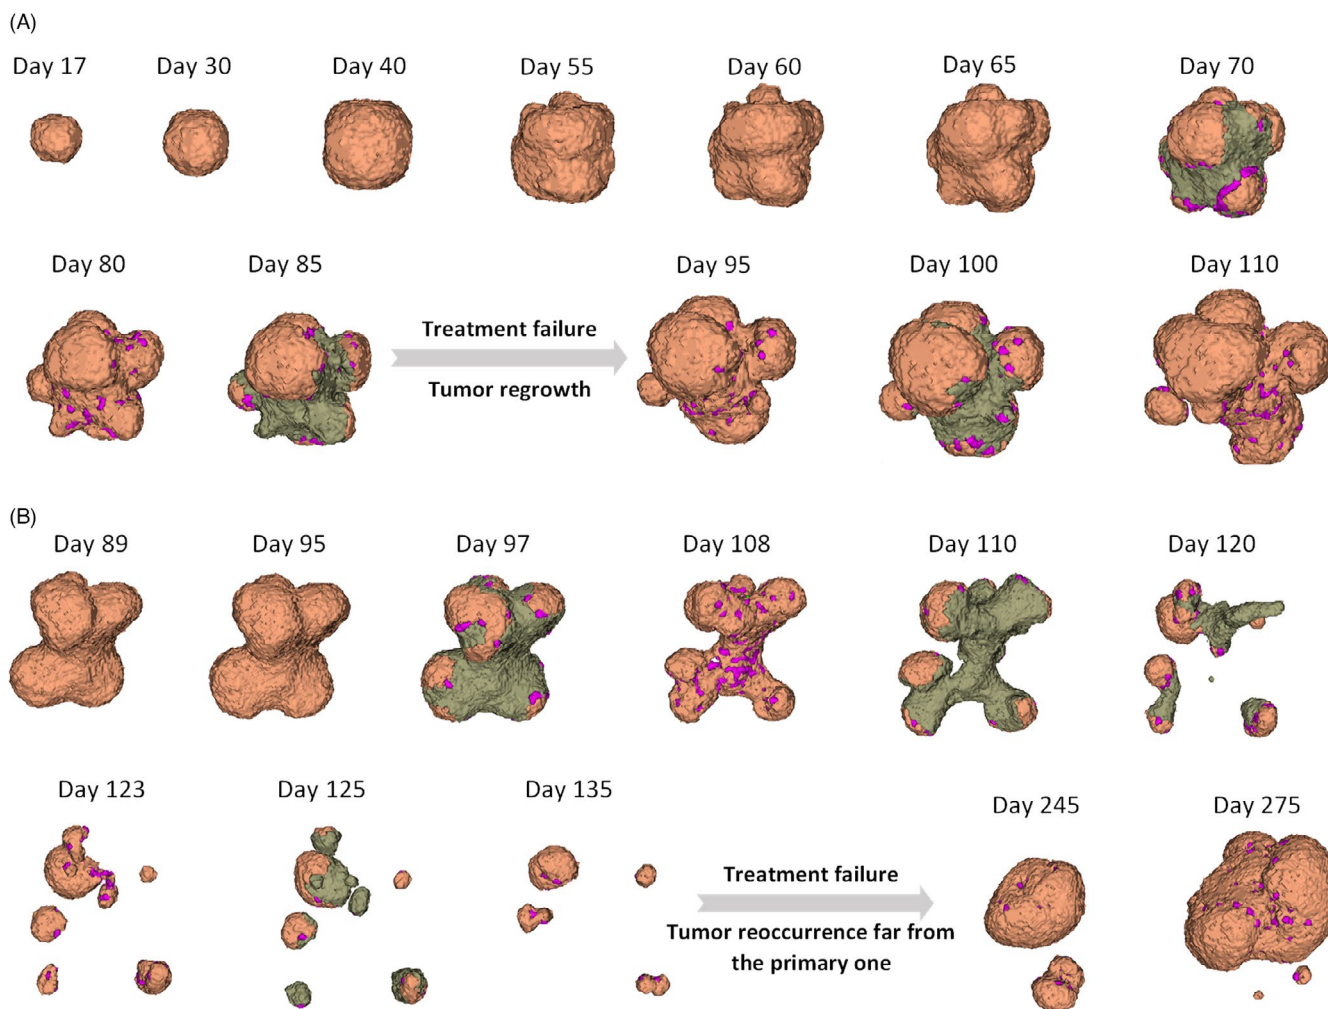 (A)
Day 17
Day 30
Day 40
Day 55
Day 60
Day 65
Day 70
Day 80
Day 85
Treatment failure
Tumor regrowth
Day 95
Day 100
Day 110
(B)
Day 89
Day 95
Day 97
Day 108
Day 110
Day 120
Day 123
Day 125
Day 135
Treatment failure
Tumor reoccurrence far from
the primary one
Day 245
Day 275